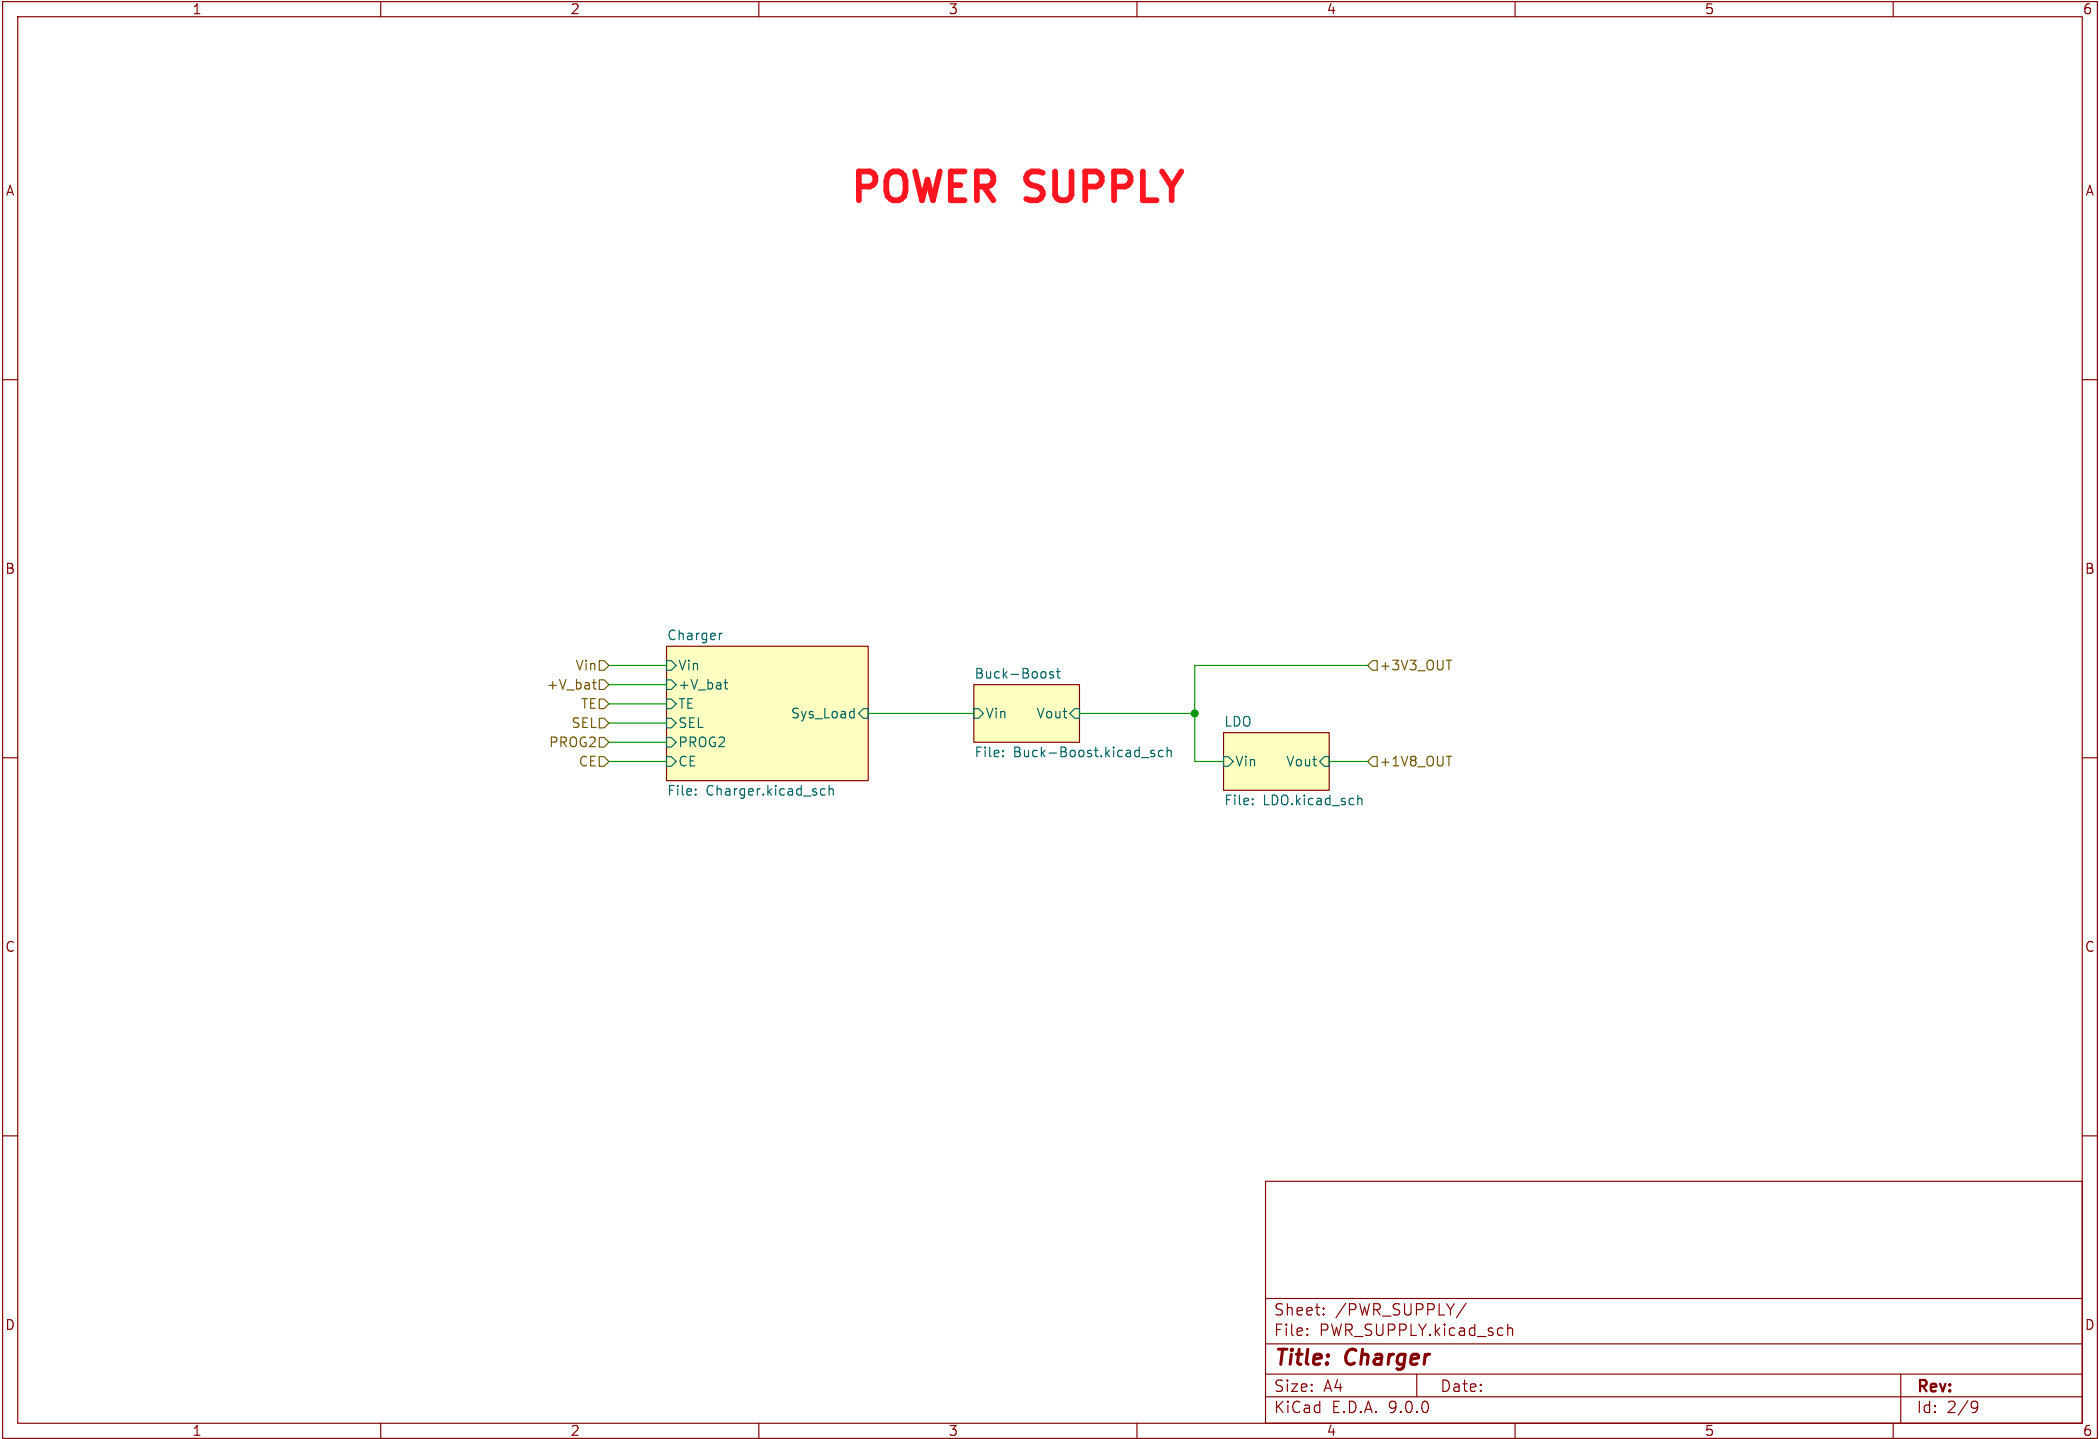 1 2 3 4 5 6
A A
POWER SUPPLY
B B
Charger
Vin Vin
+V_bat +V_bat
TE TE
SEL SEL
PROG2 PROG2
CE CE
Sys_Load
File: Charger.kicad_sch
Buck-Boost
Vin Vout
File: Buck-Boost.kicad_sch
+3V3_OUT
LDO
Vin Vout
+1V8_OUT
File: LDO.kicad_sch
C C
D D
Sheet: /PWR_SUPPLY/
File: PWR_SUPPLY.kicad_sch
Title: Charger
Size: A4 Date: Rev:
KiCad E.D.A. 9.0.0 Id: 2/9
1 2 3 4 5 6